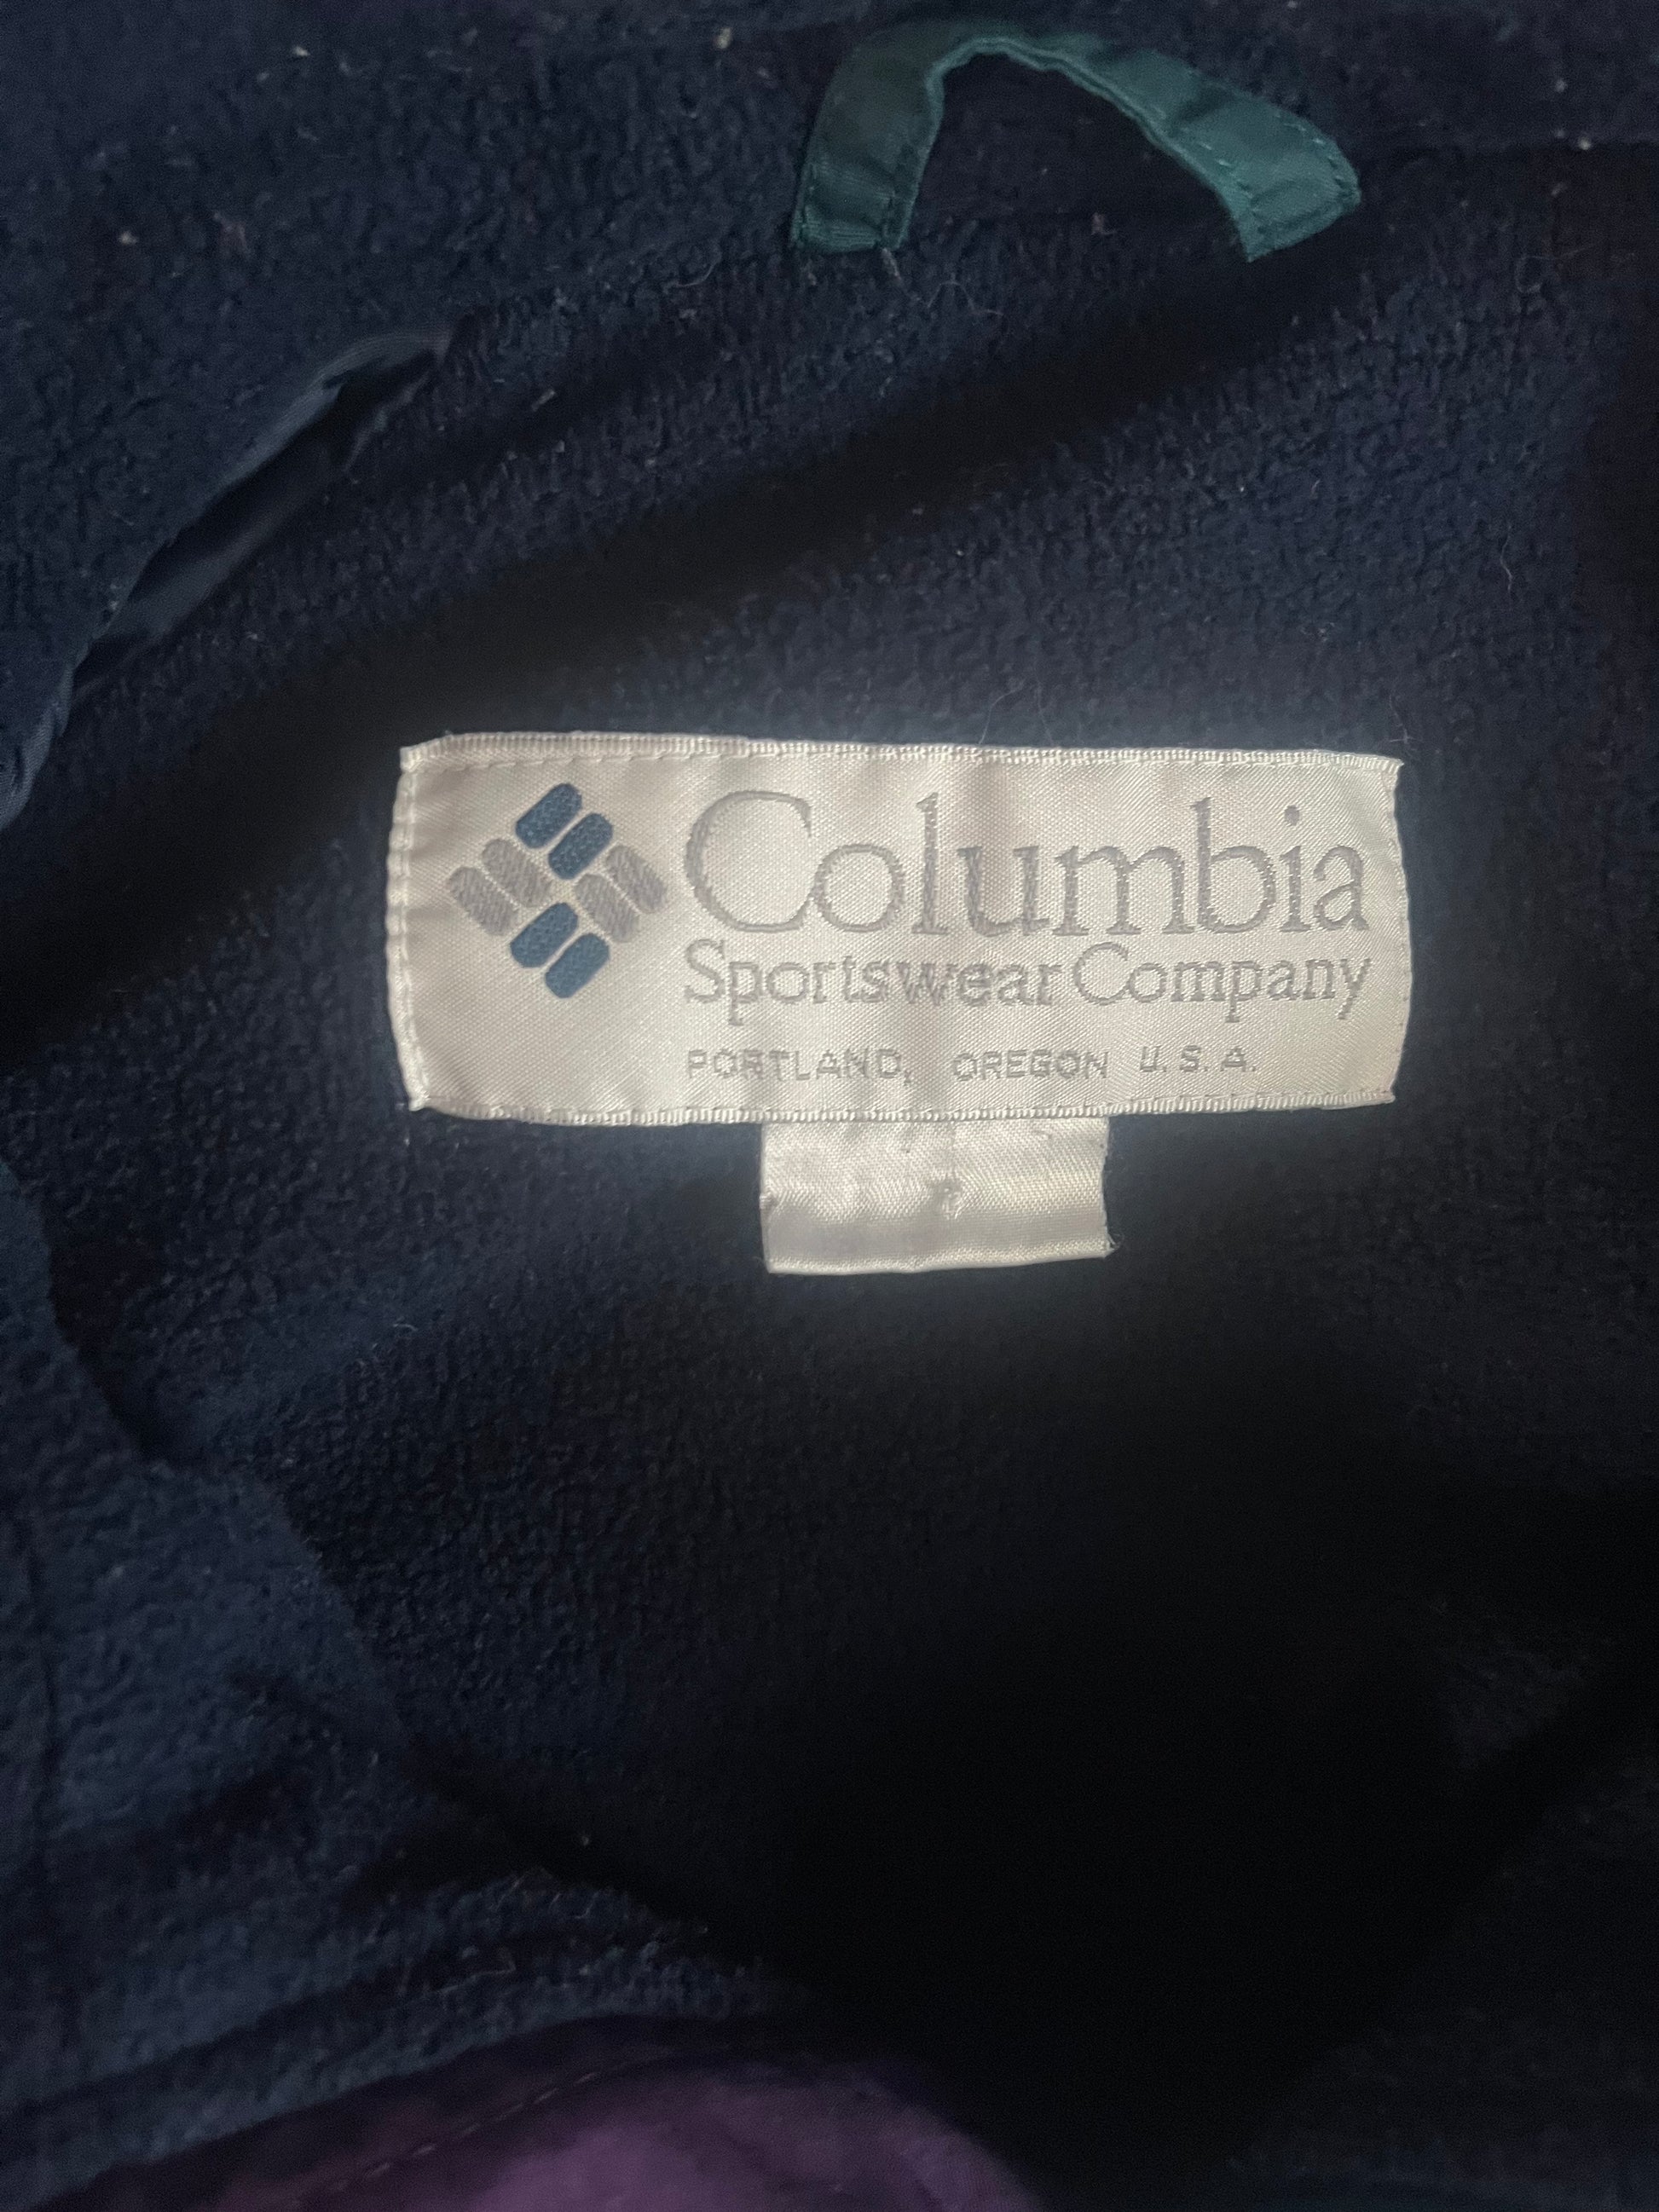 Columbia
Sportswear Company
PORTLAND, OREGON U.S.A.